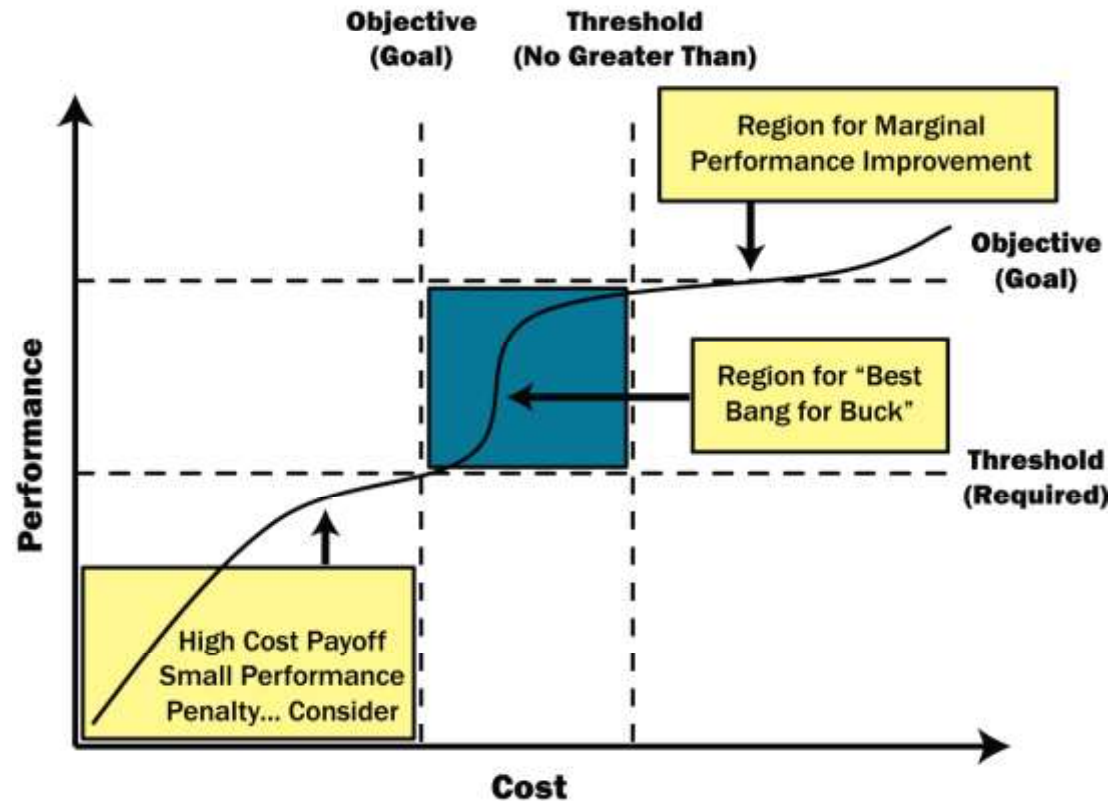 Objective
(Goal)
Threshold
(No Greater Than)
Region for Marginal
Performance Improvement
Objective
(Goal)
Region for “Best
Bang for Buck”
Threshold
(Required)
High Cost Payoff
Small Performance
Penalty... Consider
Performance
Cost